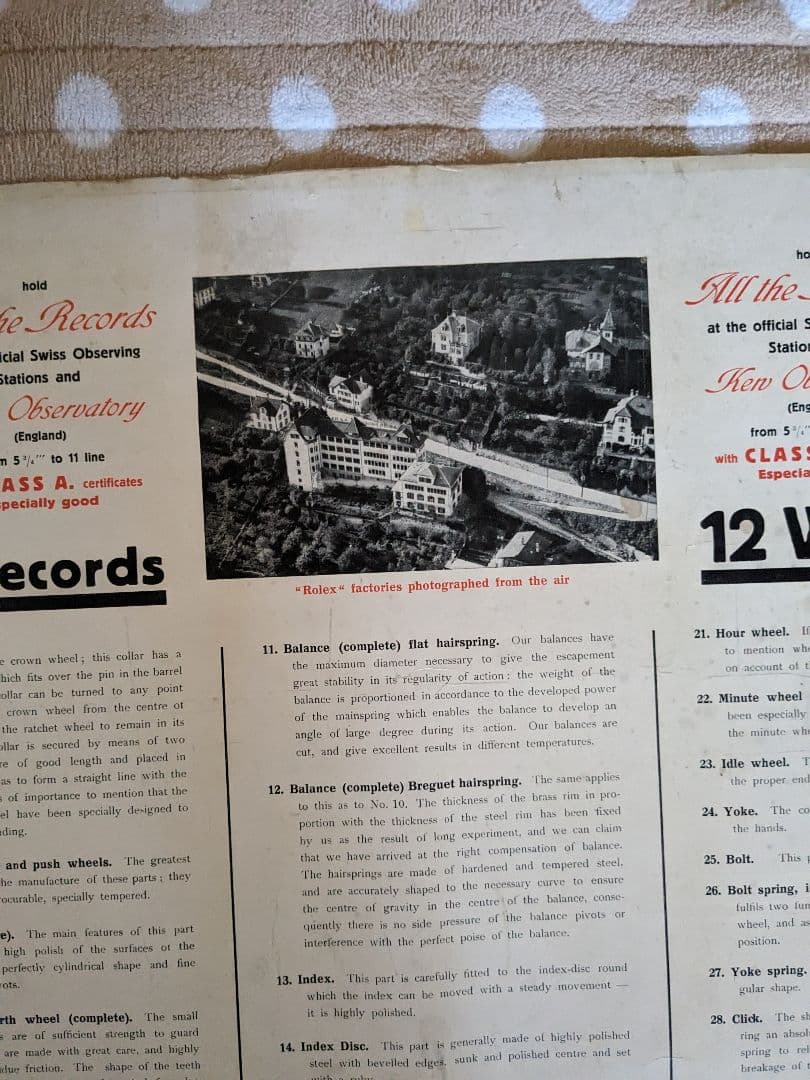 hold
he Records
icial Swiss Observing
Stations and
Observatory
(England)
m 5 ³/₄''' to 11 line
ASS A. certificates
specially good
ecords
e crown wheel; this collar has a
hich fits over the pin in the barrel
ollar can be turned to any point
crown wheel from the centre of
the ratchet wheel to remain in its
ollar is secured by means of two
re of good length and placed in
as to form a straight line with the
s of importance to mention that the
el have been specially designed to
ding.
and push wheels. The greatest
he manufacture of these parts; they
rocurable, specially tempered.
e). The main features of this part
high polish of the surfaces of the
perfectly cylindrical shape and fine
ots.
rth wheel (complete). The small
s are of sufficient strength to guard
are made with great care, and highly
due friction. The shape of the teeth
"Rolex" factories photographed from the air
11. Balance (complete) flat hairspring. Our balances have
the maximum diameter necessary to give the escapement
great stability in its regularity of action: the weight of the
balance is proportioned in accordance to the developed power
of the mainspring which enables the balance to develop an
angle of large degree during its action. Our balances are
cut, and give excellent results in different temperatures.
12. Balance (complete) Breguet hairspring. The same applies
to this as to No. 10. The thickness of the brass rim in pro-
portion with the thickness of the steel rim has been fixed
by us as the result of long experiment, and we can claim
that we have arrived at the right compensation of balance.
The hairsprings are made of hardened and tempered steel,
and are accurately shaped to the necessary curve to ensure
the centre of gravity in the centre of the balance, conse-
quently there is no side pressure of the balance pivots or
interference with the perfect poise of the balance.
13. Index. This part is carefully fitted to the index-disc round
which the index can be moved with a steady movement —
it is highly polished.
14. Index Disc. This part is generally made of highly polished
steel with bevelled edges, sunk and polished centre and set
with a ruby
ho
All the
at the official S
Station
Kew O
(Eng
from 5 ³/₄'''
with CLASS
Especia
12 W
21. Hour wheel. If
to mention whe
on account of t
22. Minute wheel
been especially
the minute whe
23. Idle wheel. T
the proper end
24. Yoke. The co
the hands.
25. Bolt. This p
26. Bolt spring, i
fulfils two fun
wheel, and as
position.
27. Yoke spring.
gular shape.
28. Click. The sh
ring an absol
spring to rel
breakage of t